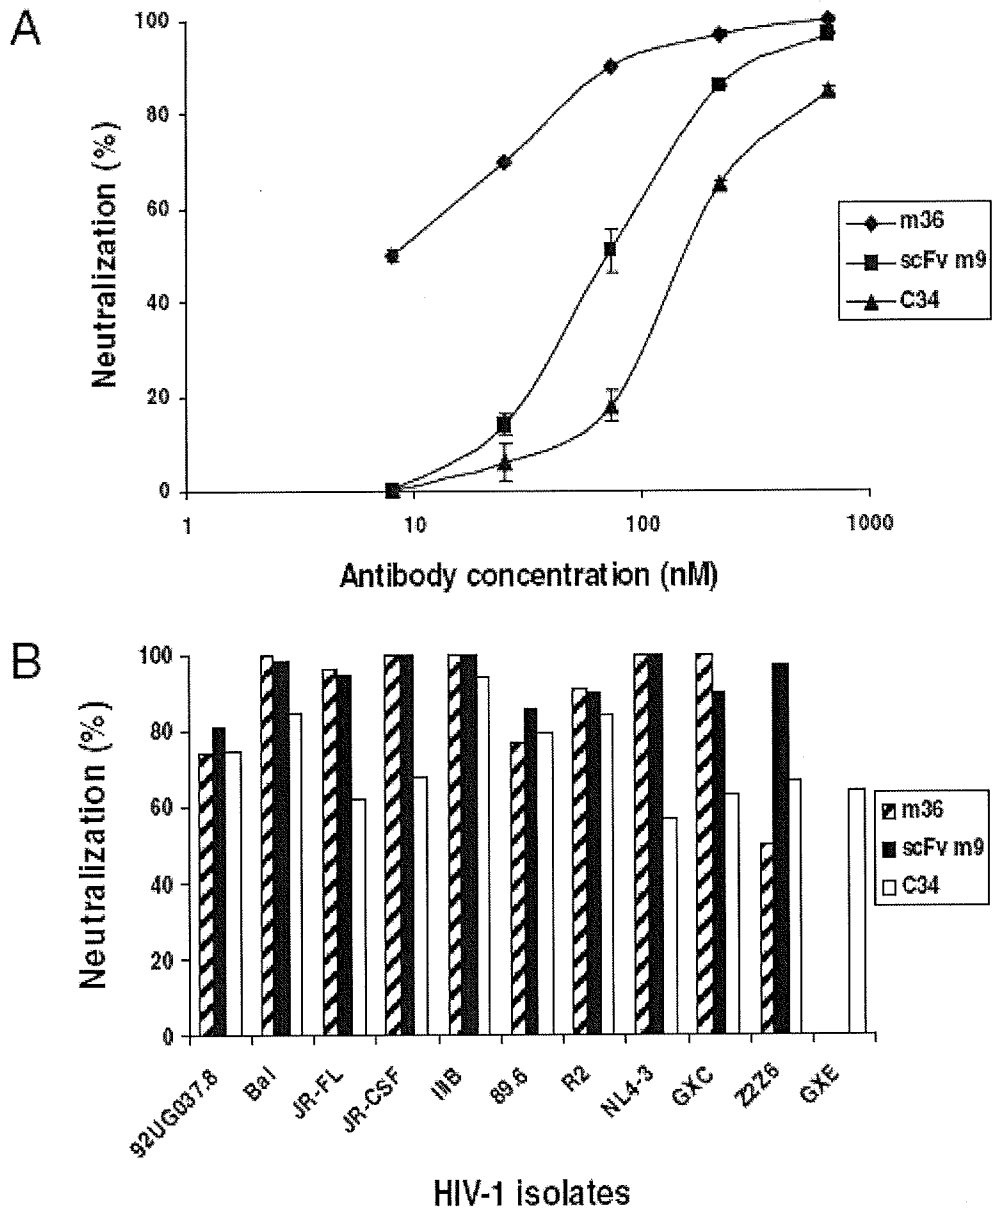 A
100
80
60
40
20
0
Neutralization (%)
1
10
100
1000
Antibody concentration (nM)
m36
scFv m9
C34
B
100
80
60
40
20
0
Neutralization (%)
92UG037.8
Bal
JR-FL
JR-CSF
IIIB
89.6
R2
NL4-3
GXC
Z2Z6
GXE
HIV-1 isolates
m36
scFv m9
C34